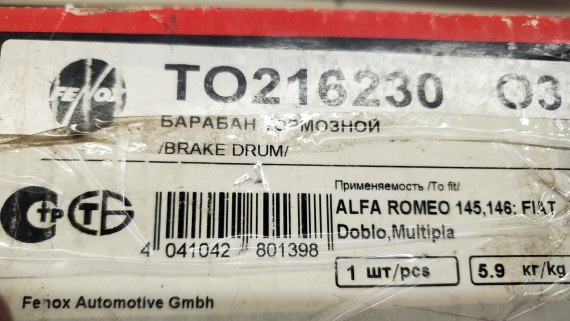 FENOX
TO216230 O3
БАРАБАН ТОРМОЗНОЙ
/BRAKE DRUM/
Применяемость /To fit/
ALFA ROMEO 145,146: FIAT
Doblo,Multipla
4 041042 801398
1 шт/pcs 5.9 кг/kg
Fenox Automotive Gmbh